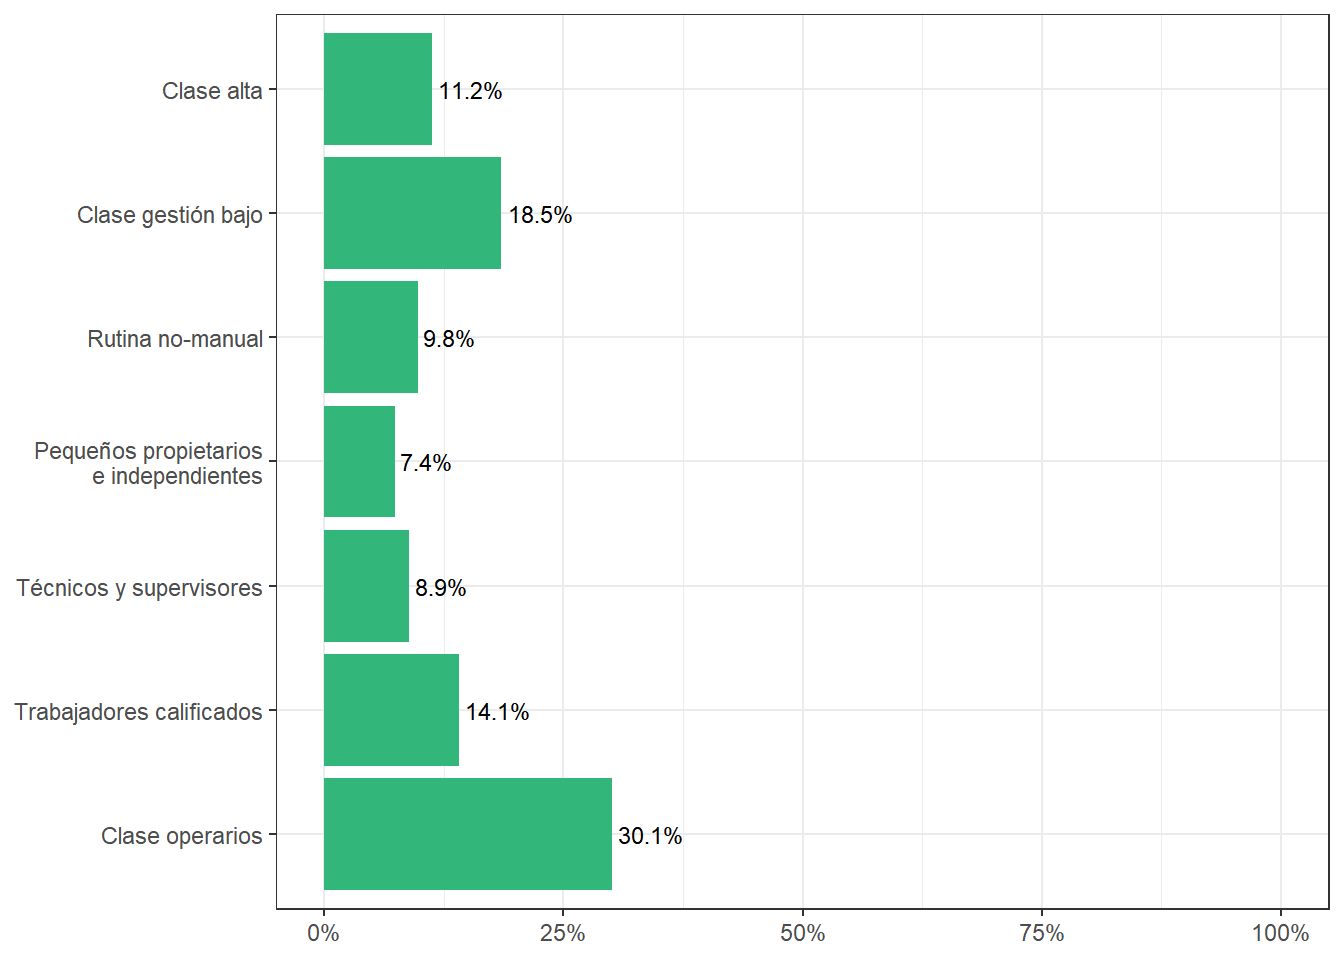 Clase alta
11.2%
Clase gestión bajo
18.5%
Rutina no-manual
9.8%
Pequeños propietarios
e independientes
7.4%
Técnicos y supervisores
8.9%
Trabajadores calificados
14.1%
Clase operarios
30.1%
0% 25% 50% 75% 100%